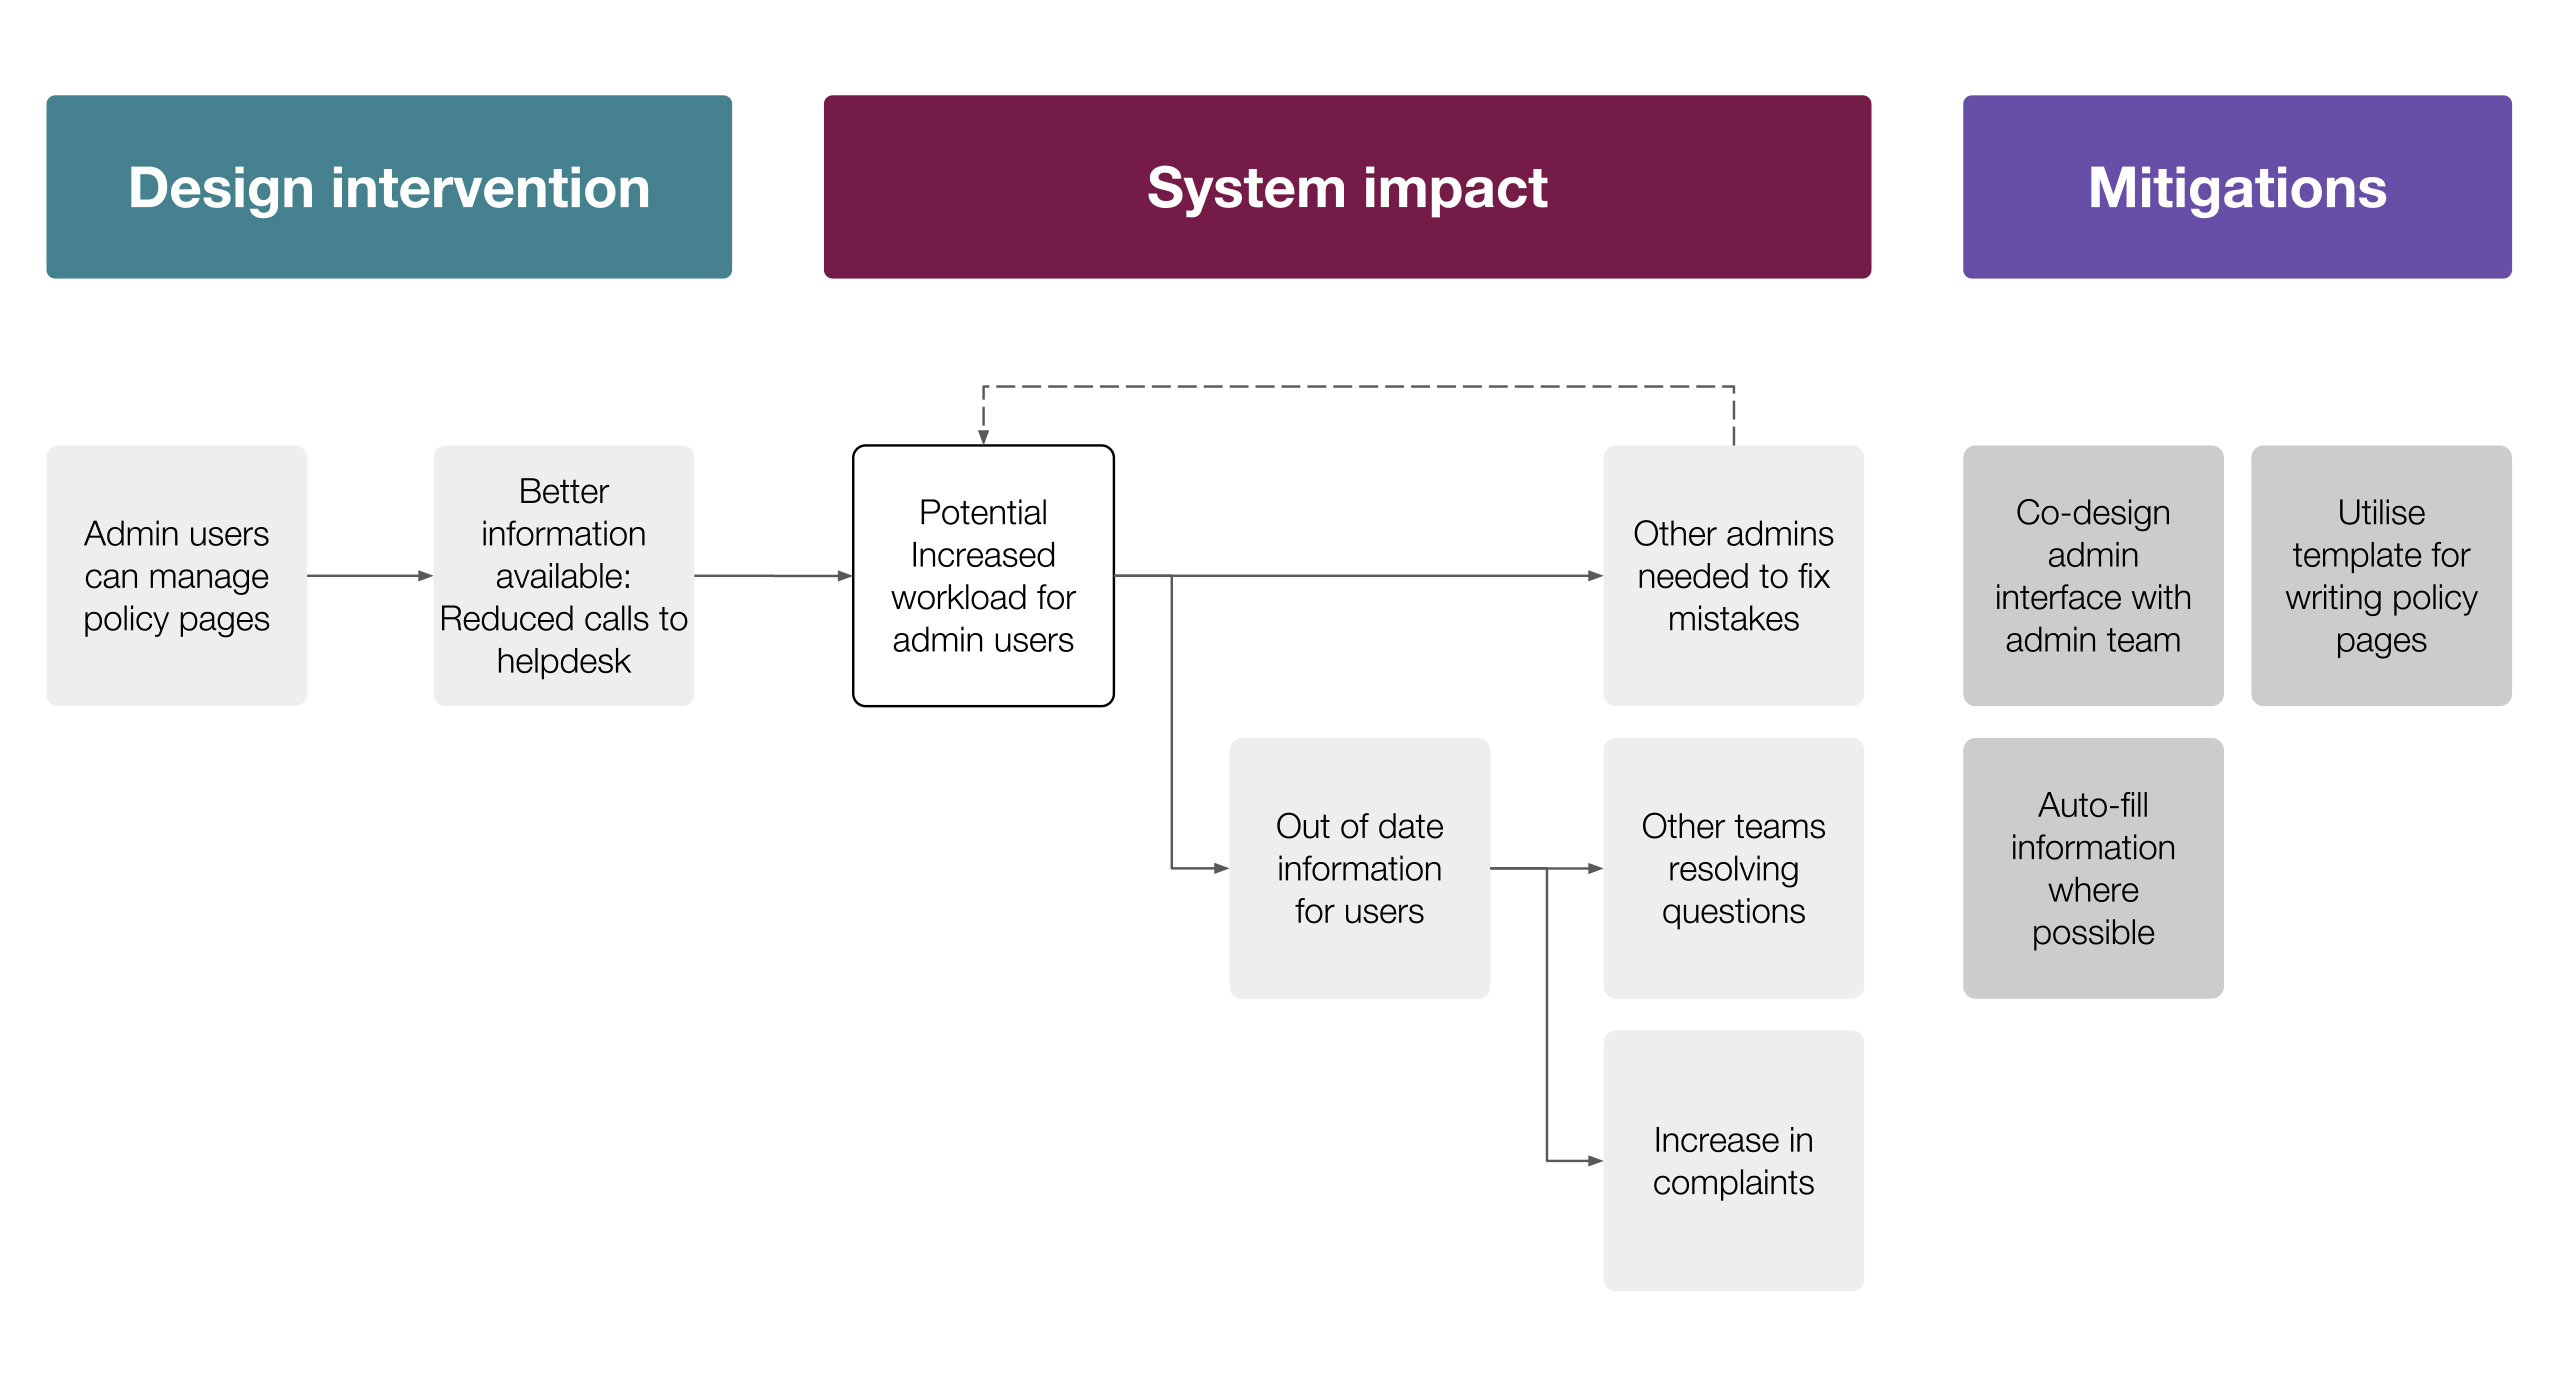 Design intervention
System impact
Mitigations
Admin users
can manage
policy pages
Better
information
available:
Reduced calls to
helpdesk
Potential
Increased
workload for
admin users
Other admins
needed to fix
mistakes
Co-design
admin
interface with
admin team
Utilise
template for
writing policy
pages
Out of date
information
for users
Other teams
resolving
questions
Auto-fill
information
where
possible
Increase in
complaints